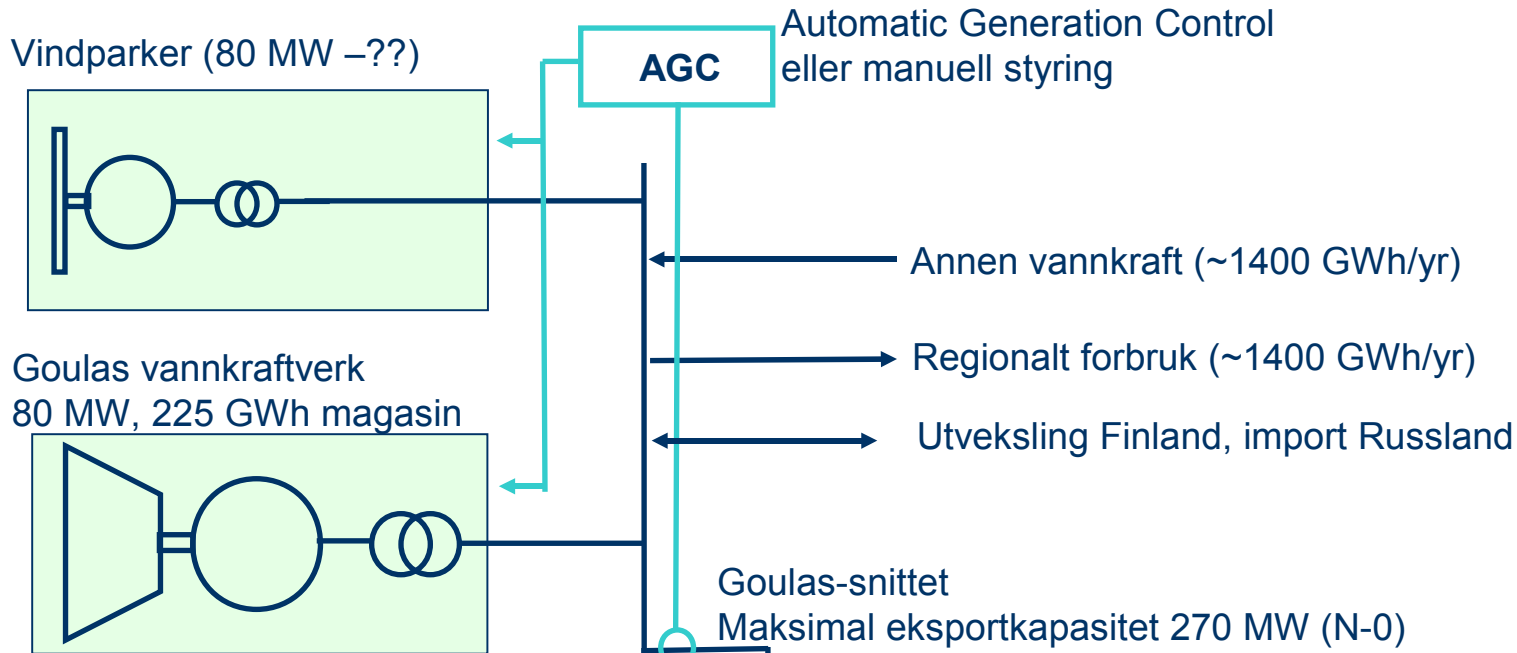 Vindparker (80 MW –??)
AGC
Automatic Generation Control
eller manuell styring
Annen vannkraft (~1400 GWh/yr)
Regionalt forbruk (~1400 GWh/yr)
Utveksling Finland, import Russland
Goulas vannkraftverk
80 MW, 225 GWh magasin
Goulas-snittet
Maksimal eksportkapasitet 270 MW (N-0)